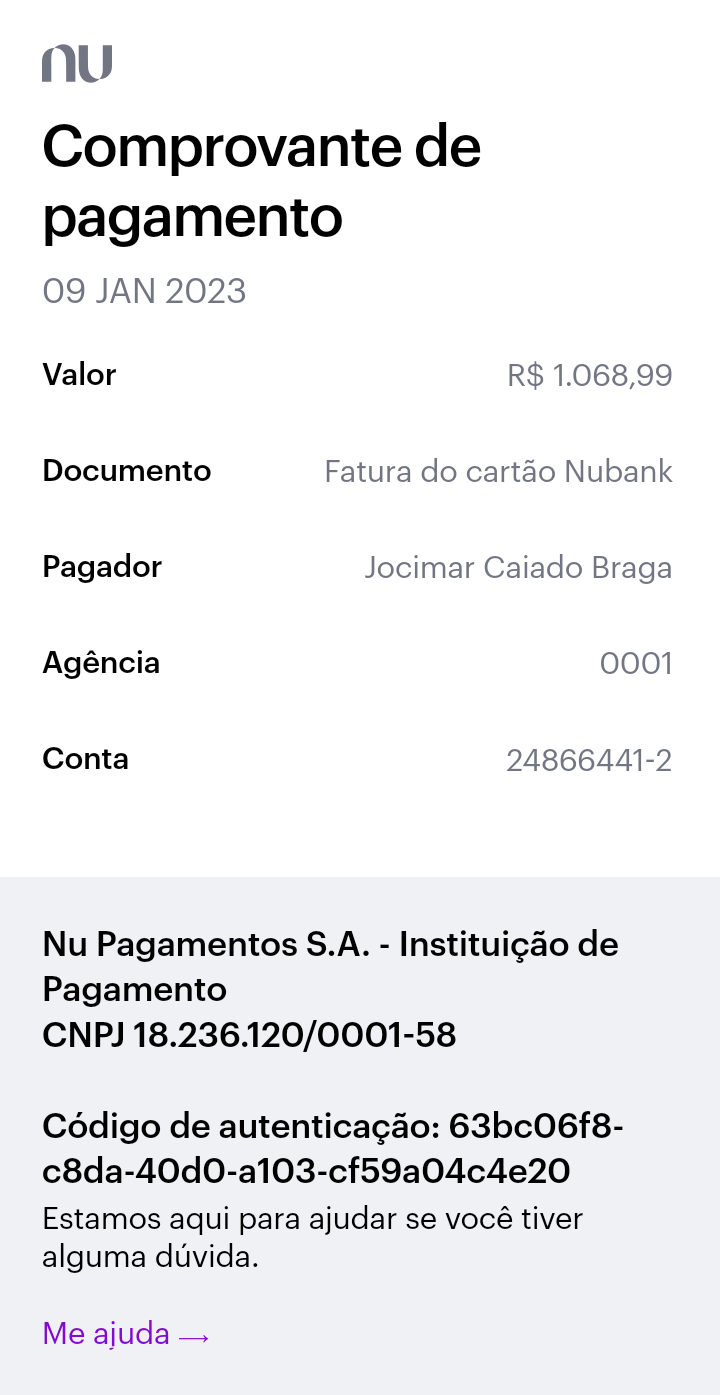 nu
Comprovante de
pagamento
09 JAN 2023
Valor R$ 1.068,99
Documento Fatura do cartão Nubank
Pagador Jocimar Caiado Braga
Agência 0001
Conta 24866441-2
Nu Pagamentos S.A. - Instituição de
Pagamento
CNPJ 18.236.120/0001-58
Código de autenticação: 63bc06f8-
c8da-40d0-a103-cf59a04c4e20
Estamos aqui para ajudar se você tiver
alguma dúvida.
Me ajuda →